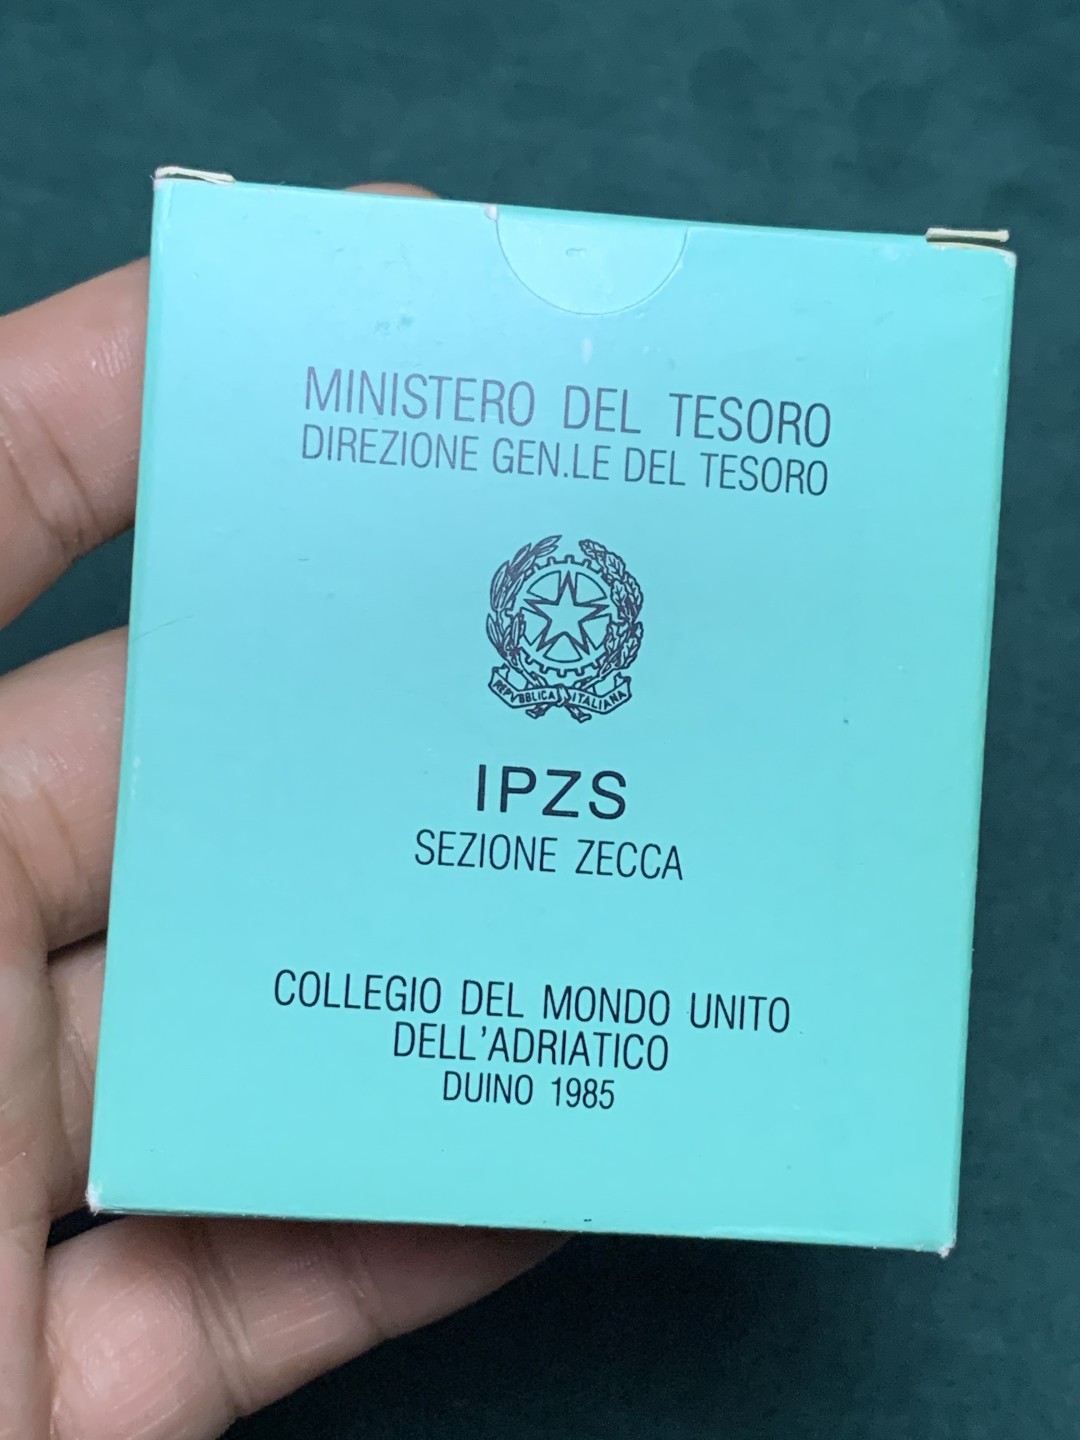 MINISTERO DEL TESORO
DIREZIONE GEN.LE DEL TESORO
REPVBBLICA ITALIANA
IPZS
SEZIONE ZECCA
COLLEGIO DEL MONDO UNITO
DELL'ADRIATICO
DUINO 1985